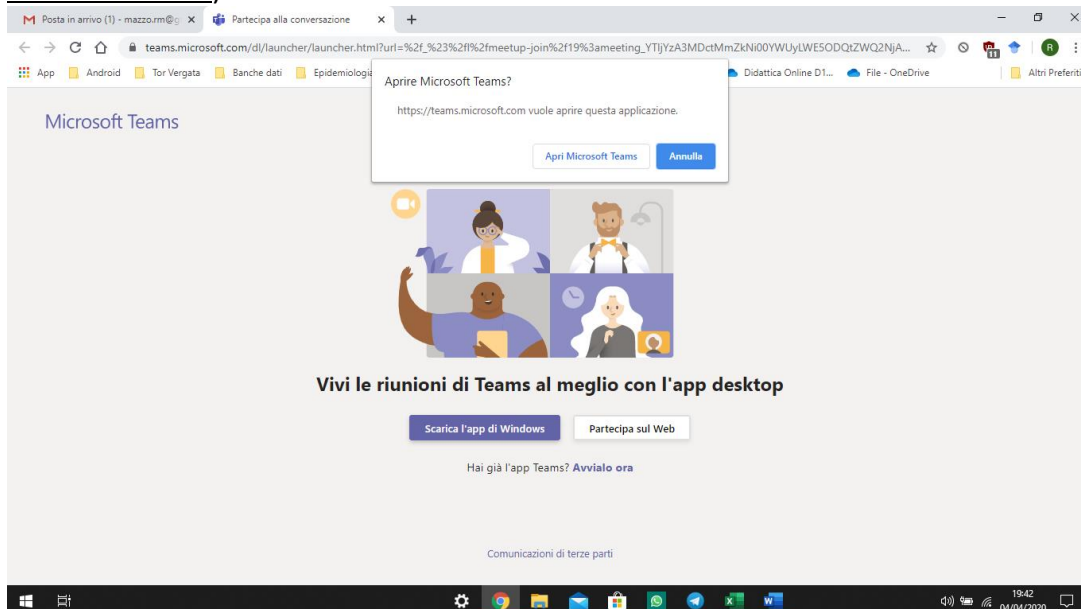 Posta in arrivo (1) - mazzo.rm@g
Partecipa alla conversazione
teams.microsoft.com/dl/launcher/launcher.html?url=%2f_%23%2fl%2fmeetup-join%2f19%3ameeting_YTljYzA3MDctMmZkNi00YWUyLWE5ODQtZWQ2NjA...
App Android Tor Vergata Banche dati Epidemiologia Didattica Online D1... File - OneDrive Altri Preferiti
Aprire Microsoft Teams?
https://teams.microsoft.com vuole aprire questa applicazione.
Apri Microsoft Teams Annulla
Microsoft Teams
Vivi le riunioni di Teams al meglio con l'app desktop
Scarica l'app di Windows Partecipa sul Web
Hai già l'app Teams? Avvialo ora
Comunicazioni di terze parti
19:42
04/04/2020